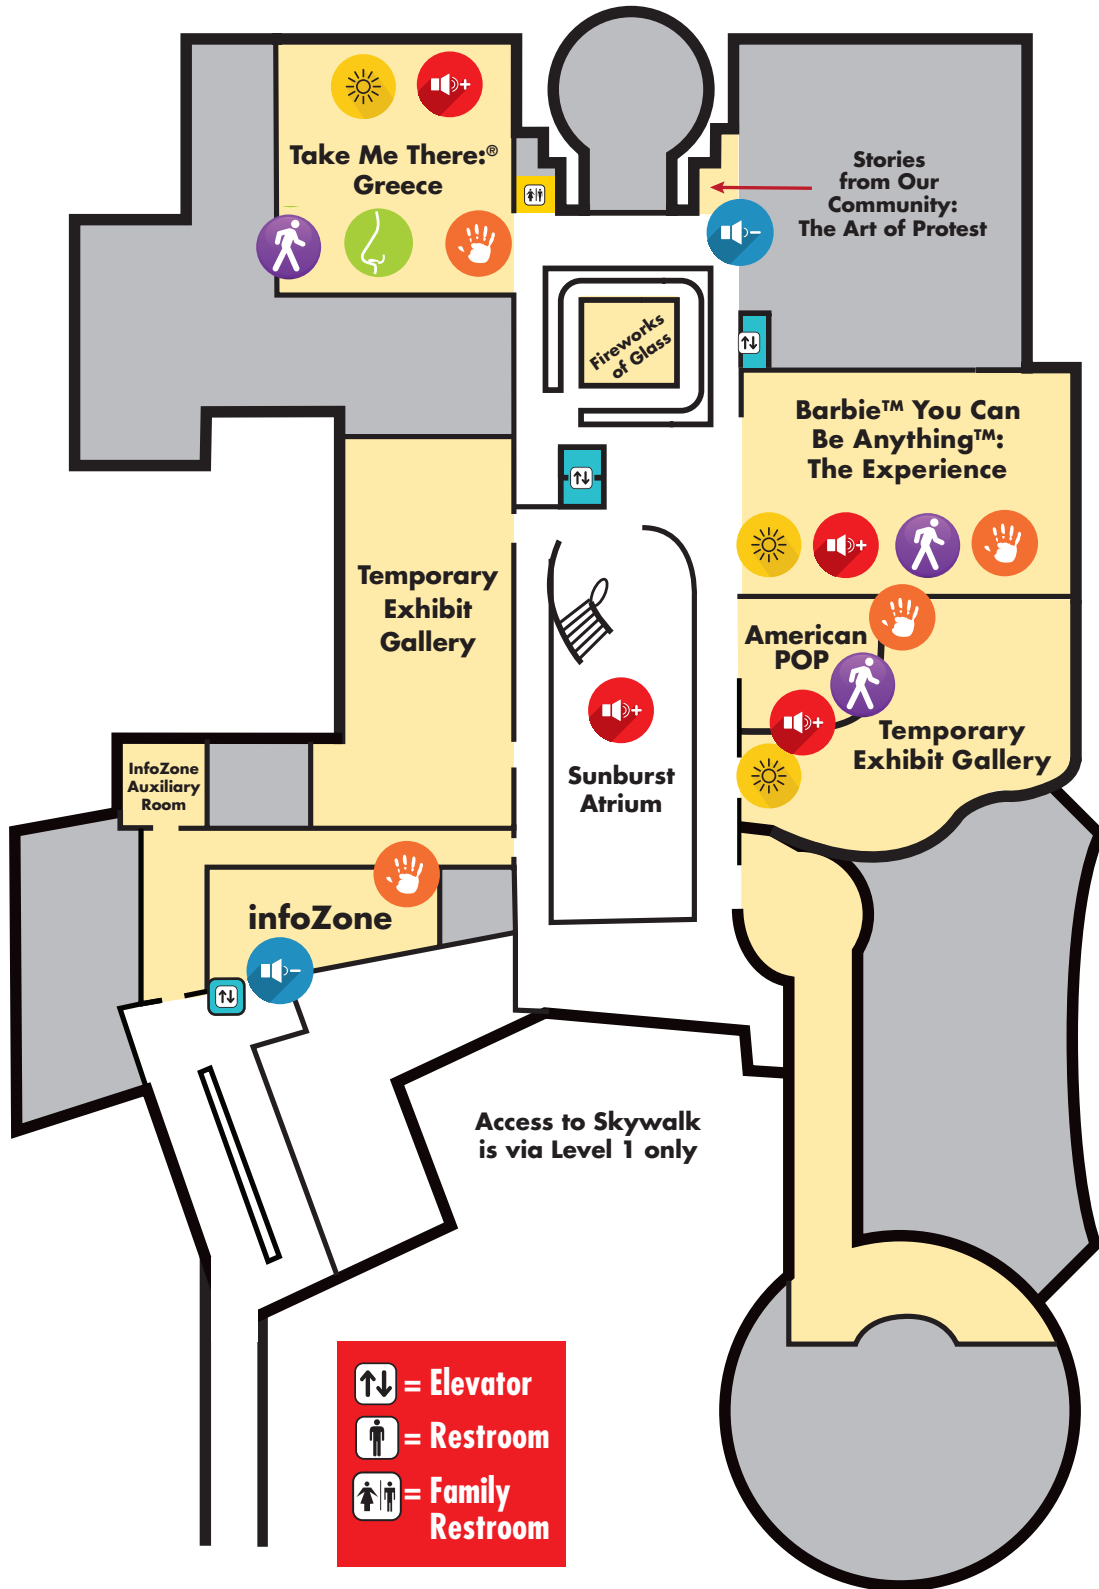 Take Me There:®
Greece
Stories
from Our
Community:
The Art of Protest
Fireworks
of Glass
Barbie™ You Can
Be Anything™:
The Experience
Temporary
Exhibit
Gallery
American
POP
Temporary
Exhibit Gallery
Sunburst
Atrium
InfoZone
Auxiliary
Room
infoZone
Access to Skywalk
is via Level 1 only
= Elevator
= Restroom
= Family
Restroom